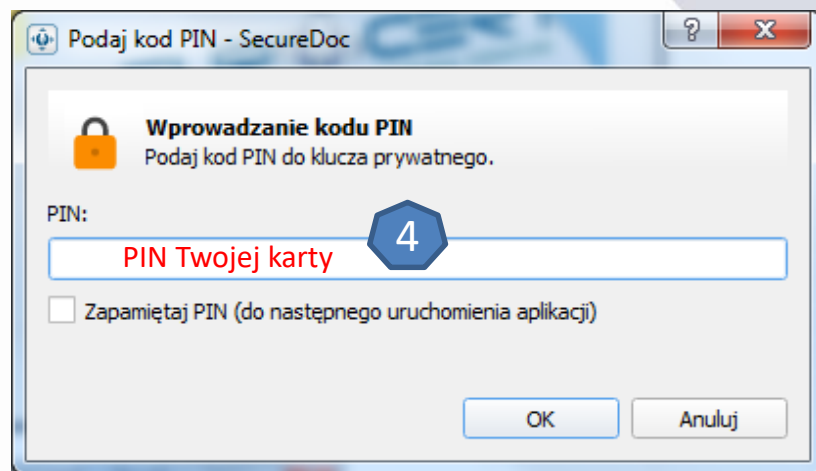 Podaj kod PIN - SecureDoc
?
X
Wprowadzanie kodu PIN
Podaj kod PIN do klucza prywatnego.
PIN:
PIN Twojej karty
4
Zapamiętaj PIN (do następnego uruchomienia aplikacji)
OK
Anuluj